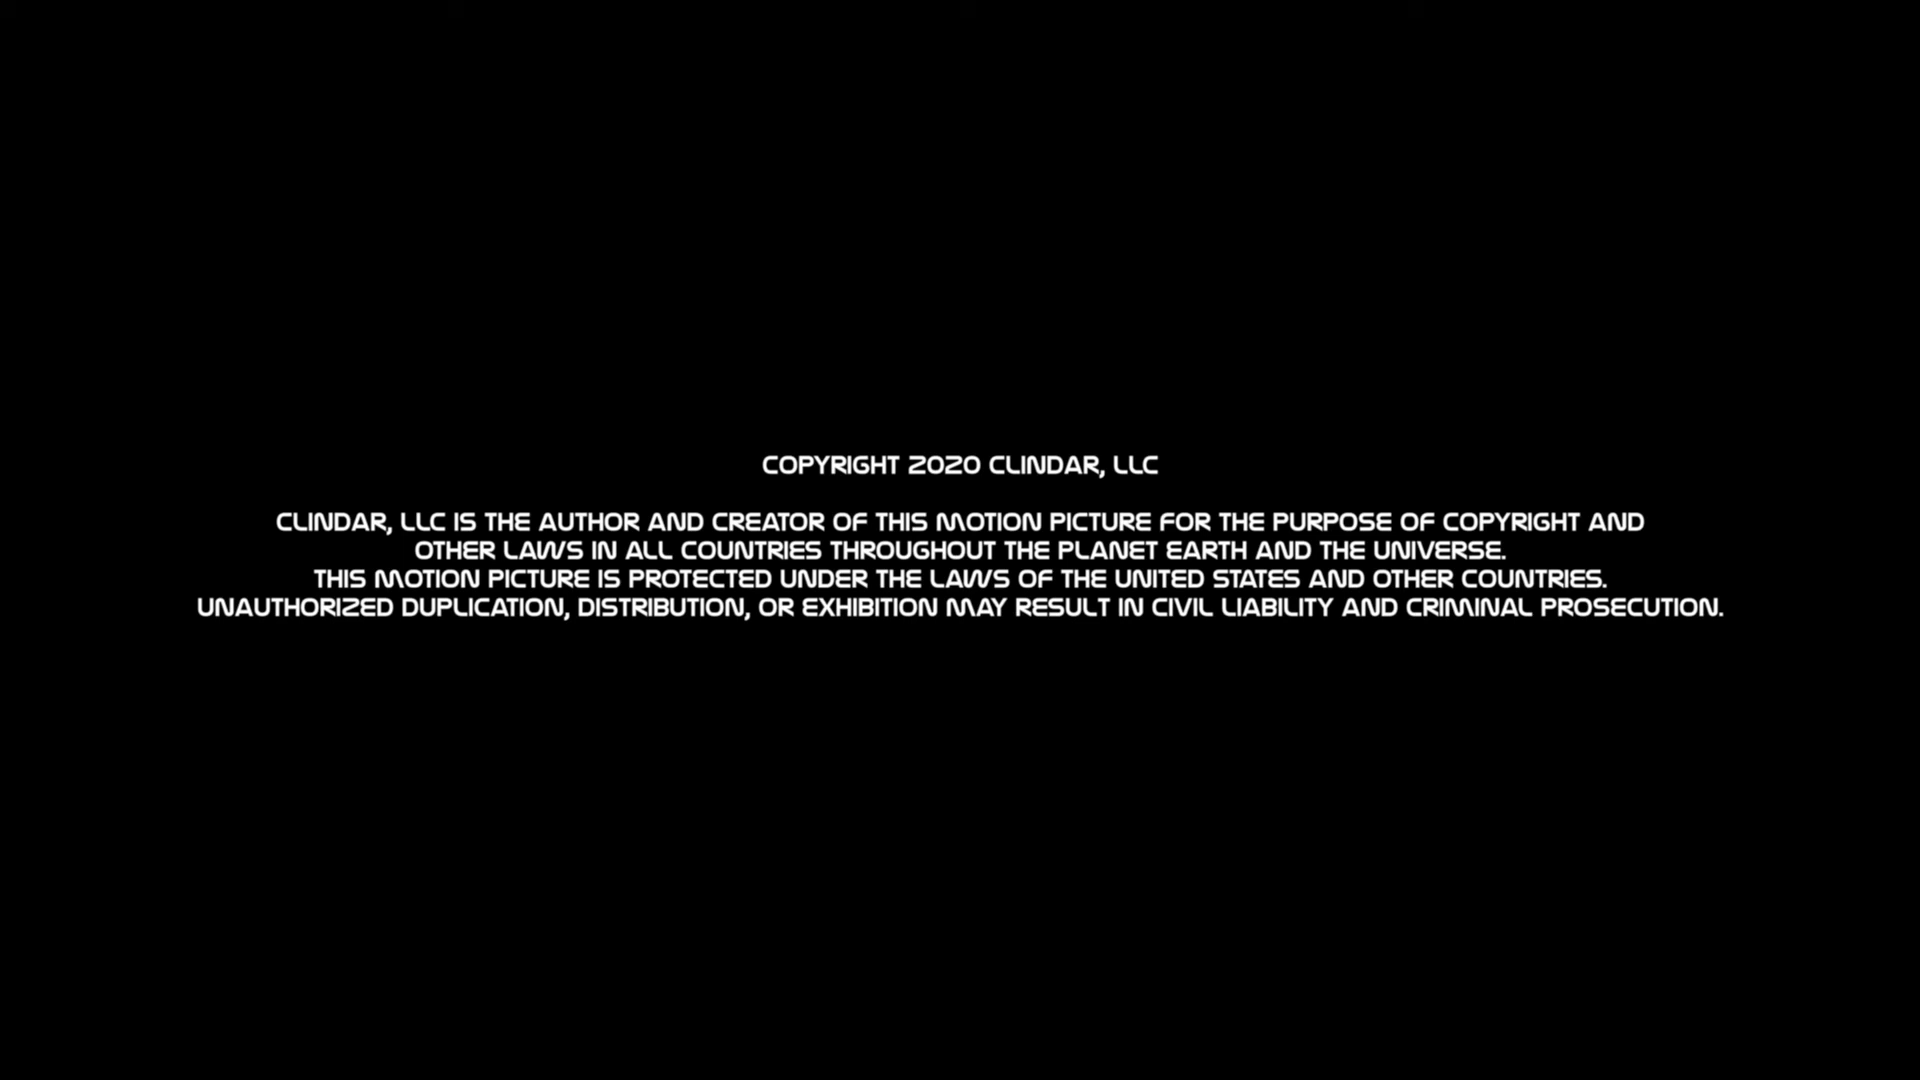 COPYRIGHT 2020 CLINDAR, LLC
CLINDAR, LLC IS THE AUTHOR AND CREATOR OF THIS MOTION PICTURE FOR THE PURPOSE OF COPYRIGHT AND
OTHER LAWS IN ALL COUNTRIES THROUGHOUT THE PLANET EARTH AND THE UNIVERSE.
THIS MOTION PICTURE IS PROTECTED UNDER THE LAWS OF THE UNITED STATES AND OTHER COUNTRIES.
UNAUTHORIZED DUPLICATION, DISTRIBUTION, OR EXHIBITION MAY RESULT IN CIVIL LIABILITY AND CRIMINAL PROSECUTION.